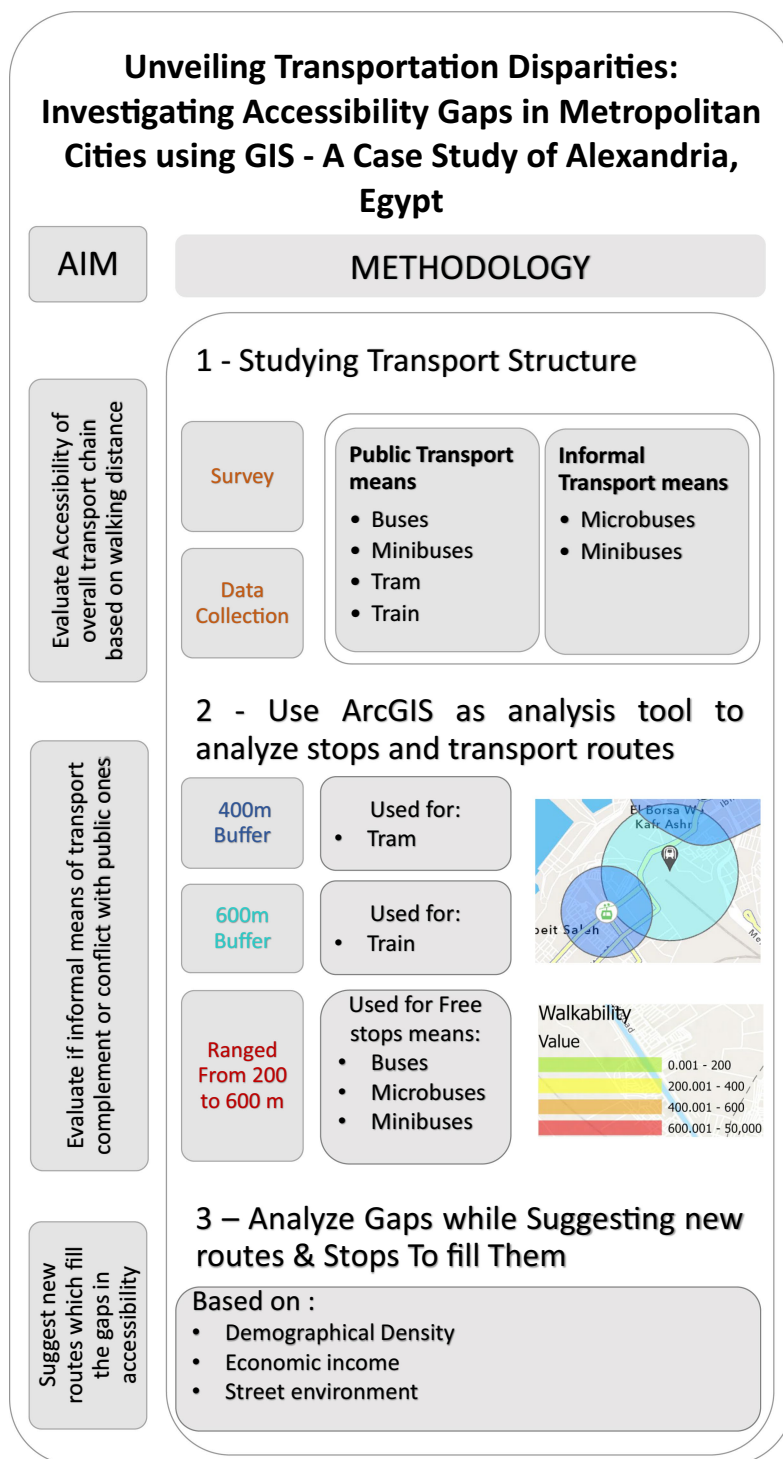 Unveiling Transportation Disparities:
Investigating Accessibility Gaps in Metropolitan
Cities using GIS - A Case Study of Alexandria,
Egypt
AIM
METHODOLOGY
Evaluate Accessibility of
overall transport chain
based on walking distance
1 - Studying Transport Structure
Survey
Data
Collection
Public Transport
means
• Buses
• Minibuses
• Tram
• Train
Informal
Transport means
• Microbuses
• Minibuses
Evaluate if informal means of transport
complement or conflict with public ones
2 - Use ArcGIS as analysis tool to
analyze stops and transport routes
400m
Buffer
Used for:
• Tram
600m
Buffer
Used for:
• Train
El Borsa W
Kafr Ashr
beit Saleh
Ranged
From 200
to 600 m
Used for Free
stops means:
• Buses
• Microbuses
• Minibuses
Walkability
Value
0.001 - 200
200.001 - 400
400.001 - 600
600.001 - 50,000
Suggest new
routes which fill
the gaps in
accessibility
3 – Analyze Gaps while Suggesting new
routes & Stops To fill Them
Based on :
• Demographical Density
• Economic income
• Street environment